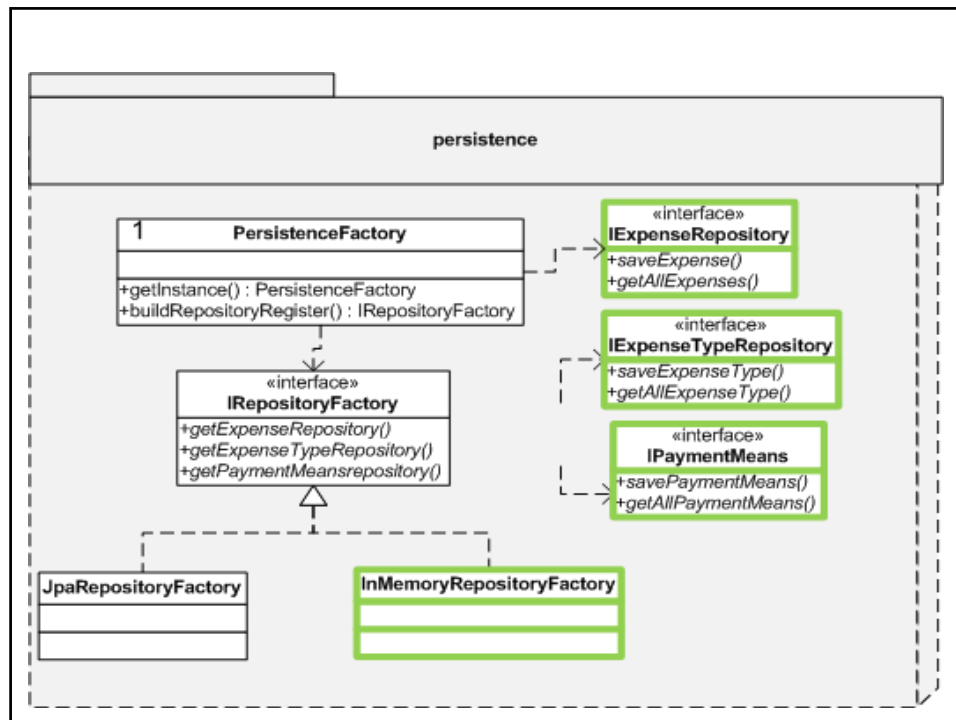 persistence
1
PersistenceFactory
+getInstance() : PersistenceFactory
+buildRepositoryRegister() : IRepositoryFactory
«interface»
IExpenseRepository
+saveExpense()
+getAllExpenses()
«interface»
IExpenseTypeRepository
+saveExpenseType()
+getAllExpenseType()
«interface»
IRepositoryFactory
+getExpenseRepository()
+getExpenseTypeRepository()
+getPaymentMeansrepository()
«interface»
IPaymentMeans
+savePaymentMeans()
+getAllPaymentMeans()
JpaRepositoryFactory
InMemoryRepositoryFactory